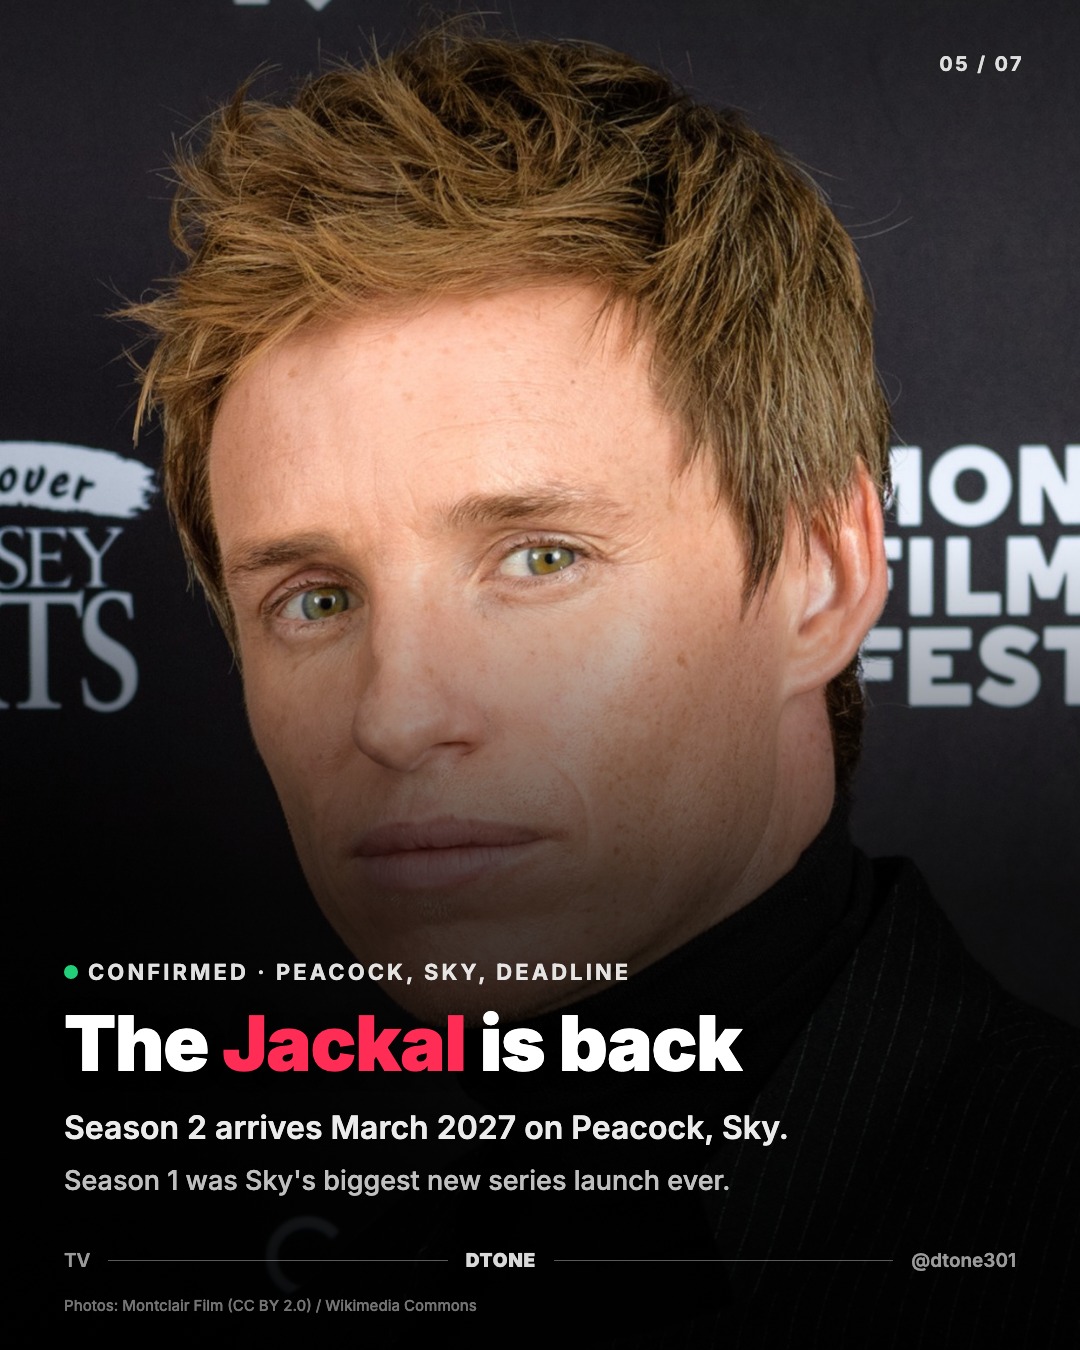 05 / 07
over
SEY
MON
FILM
FEST
CONFIRMED · PEACOCK, SKY, DEADLINE
The Jackal is back
Season 2 arrives March 2027 on Peacock, Sky.
Season 1 was Sky's biggest new series launch ever.
TV DTONE @dtone301
Photos: Montclair Film (CC BY 2.0) / Wikimedia Commons